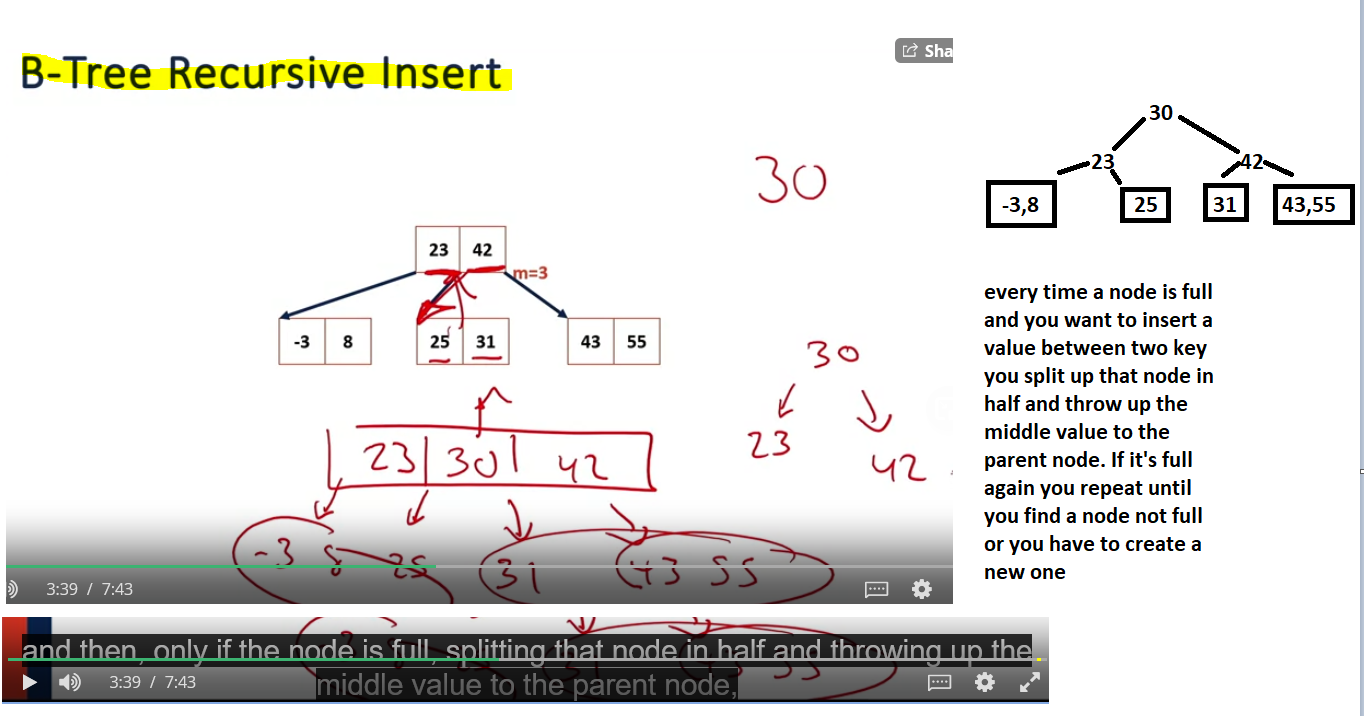 B-Tree Recursive Insert
Sha
30
23 42
m=3
-3 8
25 31
43 55
30
23
42
23 30 42
-3 8 25 31 43 55
3:39 / 7:43
30
23
42
-3,8
25
31
43,55
every time a node is full
and you want to insert a
value between two key
you split up that node in
half and throw up the
middle value to the
parent node. If it's full
again you repeat until
you find a node not full
or you have to create a
new one
and then, only if the node is full, splitting that node in half and throwing up the
middle value to the parent node,
3:39 / 7:43